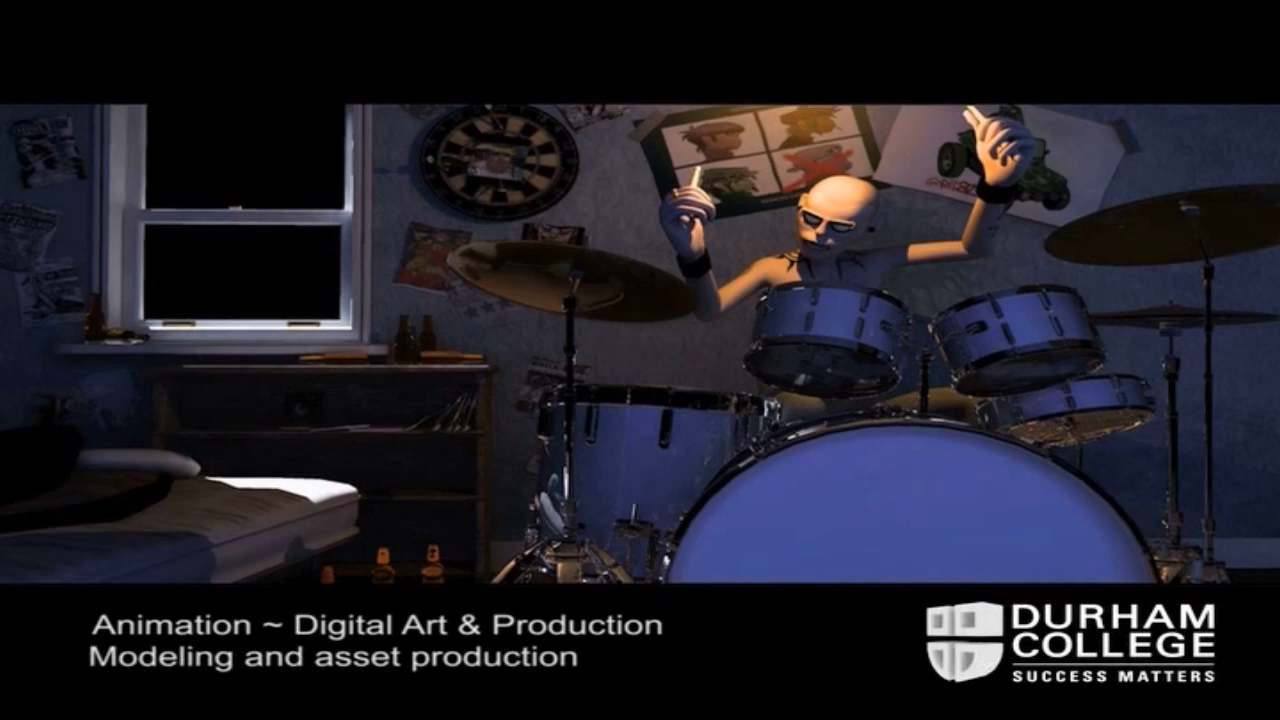 Animation ~ Digital Art & Production
Modeling and asset production
DURHAM
COLLEGE
SUCCESS MATTERS